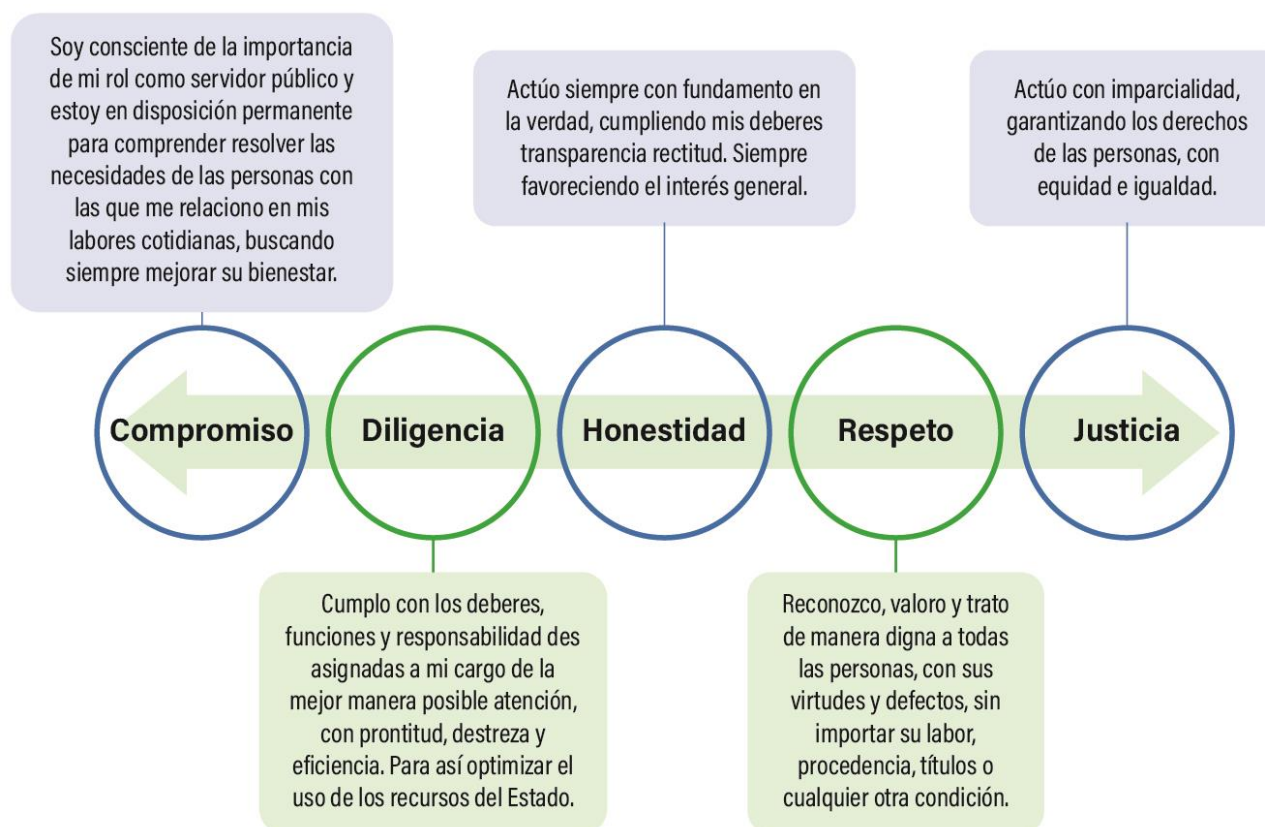 Soy consciente de la importancia
de mi rol como servidor público y
estoy en disposición permanente
para comprender resolver las
necesidades de las personas con
las que me relaciono en mis
labores cotidianas, buscando
siempre mejorar su bienestar.
Actúo siempre con fundamento en
la verdad, cumpliendo mis deberes
transparencia rectitud. Siempre
favoreciendo el interés general.
Actúo con imparcialidad,
garantizando los derechos
de las personas, con
equidad e igualdad.
Compromiso
Diligencia
Honestidad
Respeto
Justicia
Cumplo con los deberes,
funciones y responsabilidad des
asignadas a mi cargo de la
mejor manera posible atención,
con prontitud, destreza y
eficiencia. Para así optimizar el
uso de los recursos del Estado.
Reconozco, valoro y trato
de manera digna a todas
las personas, con sus
virtudes y defectos, sin
importar su labor,
procedencia, títulos o
cualquier otra condición.